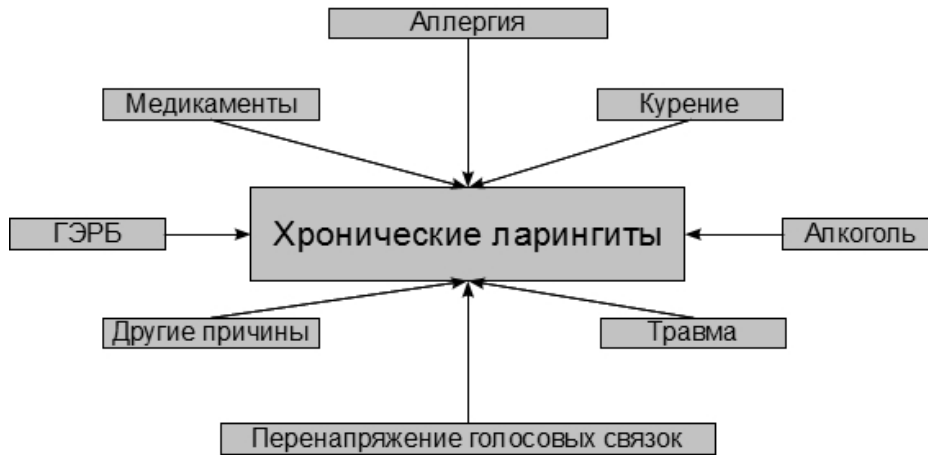 Аллергия
Медикаменты
Курение
ГЭРБ
Хронические ларингиты
Алкоголь
Другие причины
Травма
Перенапряжение голосовых связок